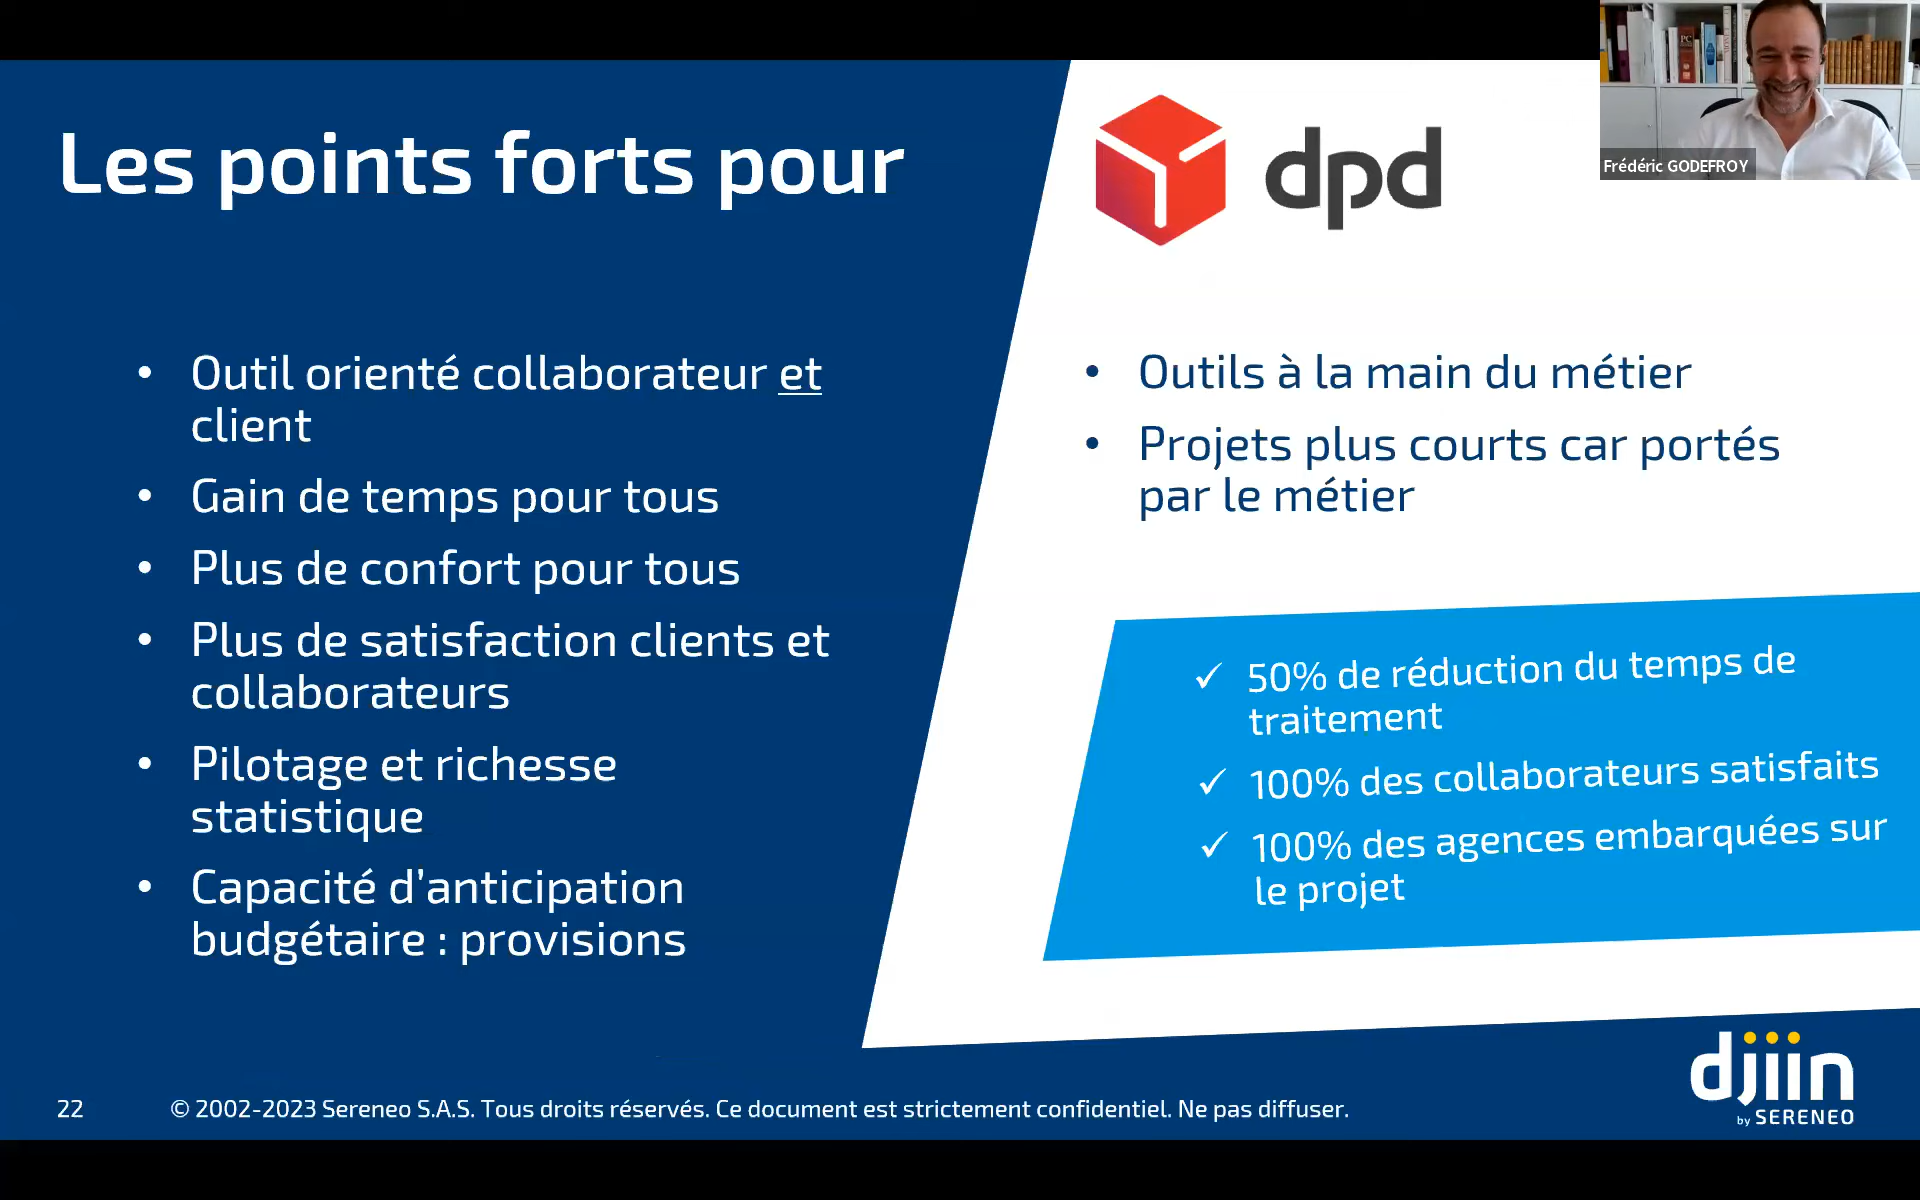 Les points forts pour
dpd
Frédéric GODEFROY
• Outil orienté collaborateur et
client
• Gain de temps pour tous
• Plus de confort pour tous
• Plus de satisfaction clients et
collaborateurs
• Pilotage et richesse
statistique
• Capacité d’anticipation
budgétaire : provisions
• Outils à la main du métier
• Projets plus courts car portés
par le métier
✓ 50% de réduction du temps de
traitement
✓ 100% des collaborateurs satisfaits
✓ 100% des agences embarquées sur
le projet
22
© 2002-2023 Sereneo S.A.S. Tous droits réservés. Ce document est strictement confidentiel. Ne pas diffuser.
djiin
by SERENEO